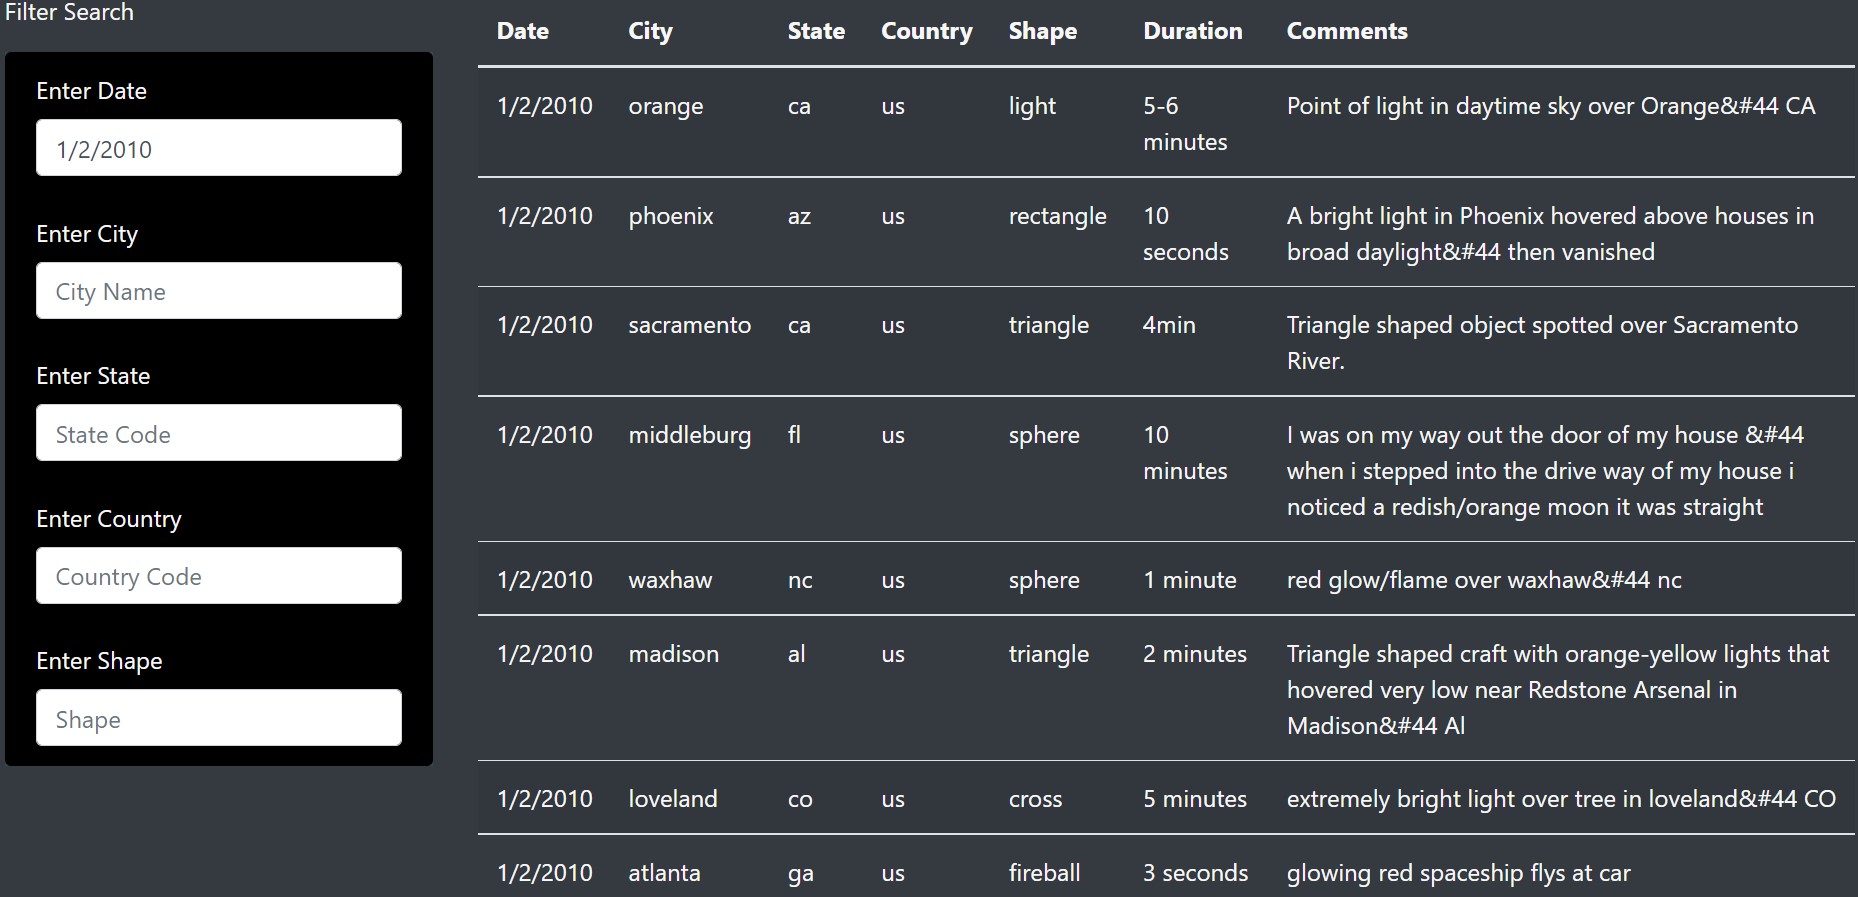 Filter Search
Enter Date
1/2/2010
Enter City
City Name
Enter State
State Code
Enter Country
Country Code
Enter Shape
Shape
Date City State Country Shape Duration Comments
1/2/2010 orange ca us light 5-6 Point of light in daytime sky over Orange&#44 CA
minutes
1/2/2010 phoenix az us rectangle 10 A bright light in Phoenix hovered above houses in
seconds broad daylight&#44 then vanished
1/2/2010 sacramento ca us triangle 4min Triangle shaped object spotted over Sacramento
River.
1/2/2010 middleburg fl us sphere 10 I was on my way out the door of my house &#44
minutes when i stepped into the drive way of my house i
noticed a redish/orange moon it was straight
1/2/2010 waxhaw nc us sphere 1 minute red glow/flame over waxhaw&#44 nc
1/2/2010 madison al us triangle 2 minutes Triangle shaped craft with orange-yellow lights that
hovered very low near Redstone Arsenal in
Madison&#44 Al
1/2/2010 loveland co us cross 5 minutes extremely bright light over tree in loveland&#44 CO
1/2/2010 atlanta ga us fireball 3 seconds glowing red spaceship flys at car